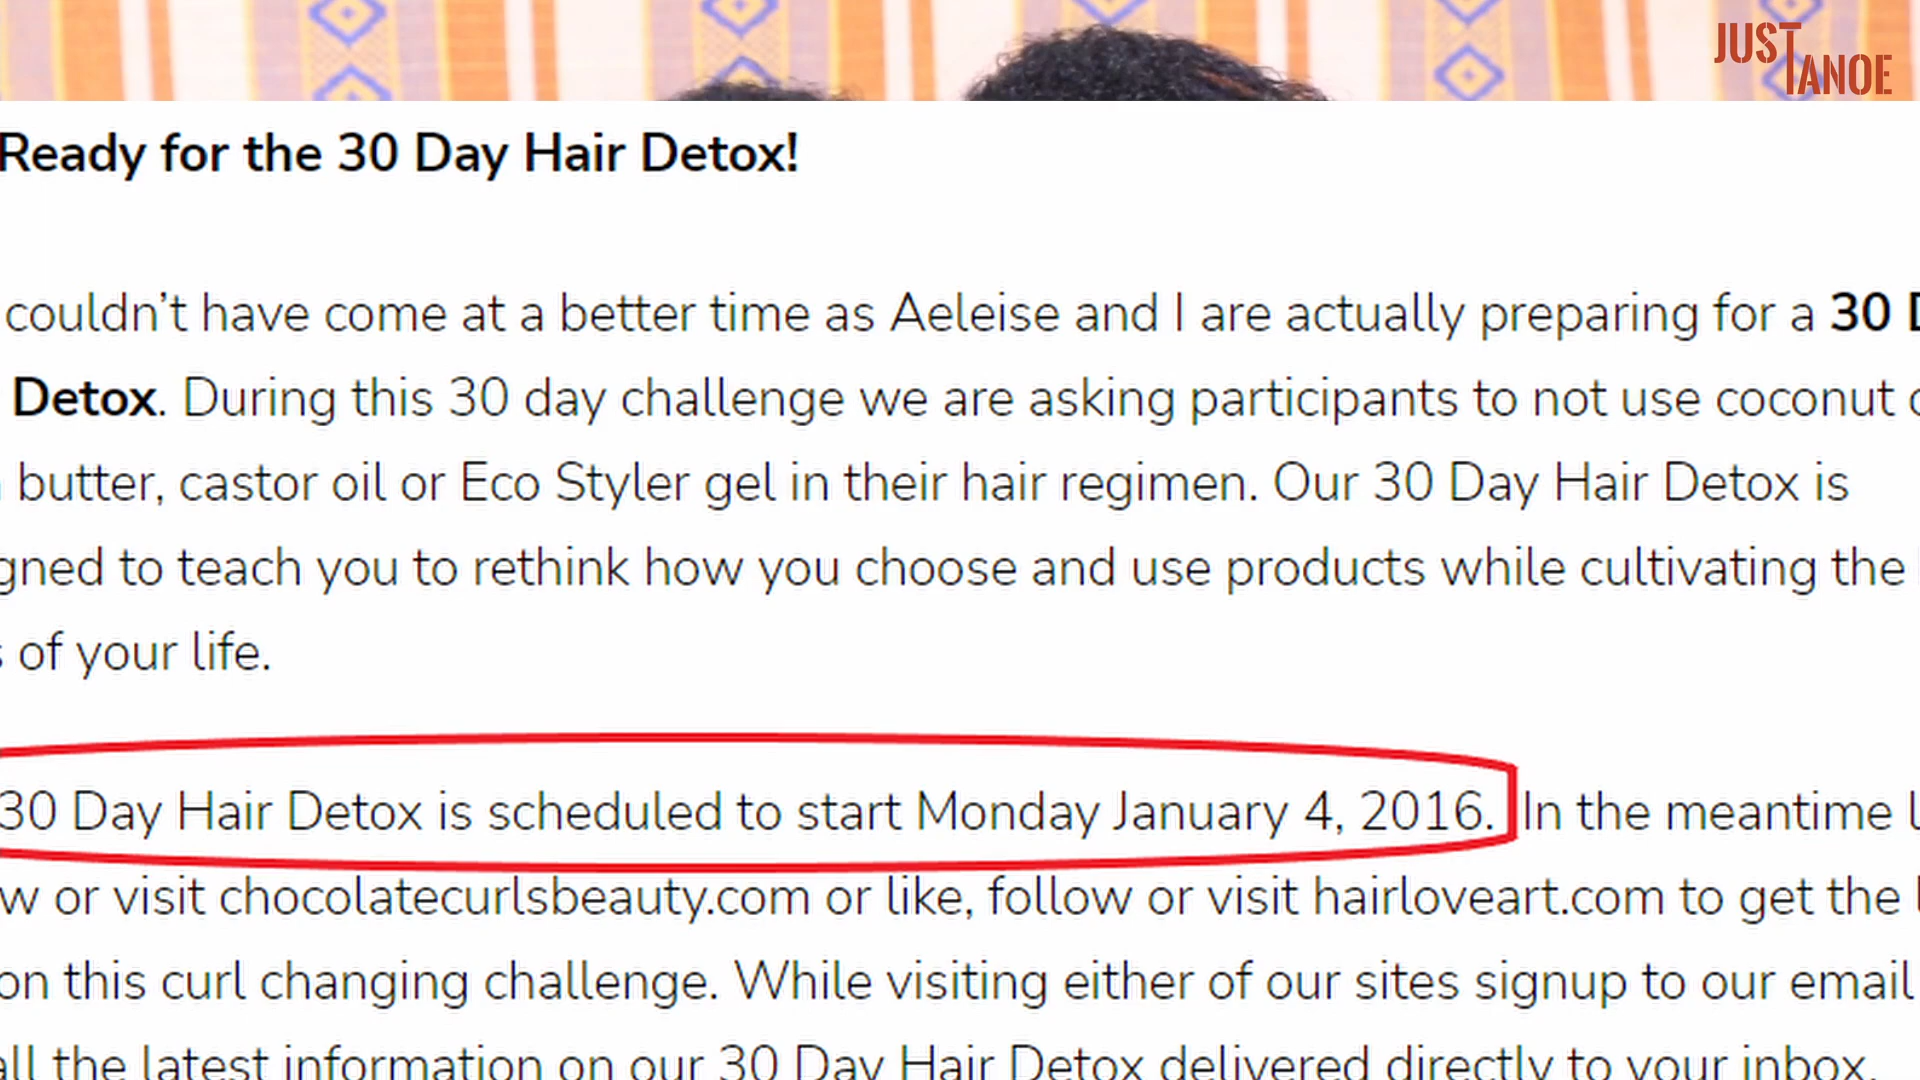 JUST
ANOE
Ready for the 30 Day Hair Detox!
couldn't have come at a better time as Aeleise and I are actually preparing for a 30
Detox. During this 30 day challenge we are asking participants to not use coconut
butter, castor oil or Eco Styler gel in their hair regimen. Our 30 Day Hair Detox is
gned to teach you to rethink how you choose and use products while cultivating the
of your life.
30 Day Hair Detox is scheduled to start Monday January 4, 2016. In the meantime
w or visit chocolatecurlsbeauty.com or like, follow or visit hairloveart.com to get the
on this curl changing challenge. While visiting either of our sites signup to our email
all the latest information on our 30 Day Hair Detox delivered directly to your inbox.